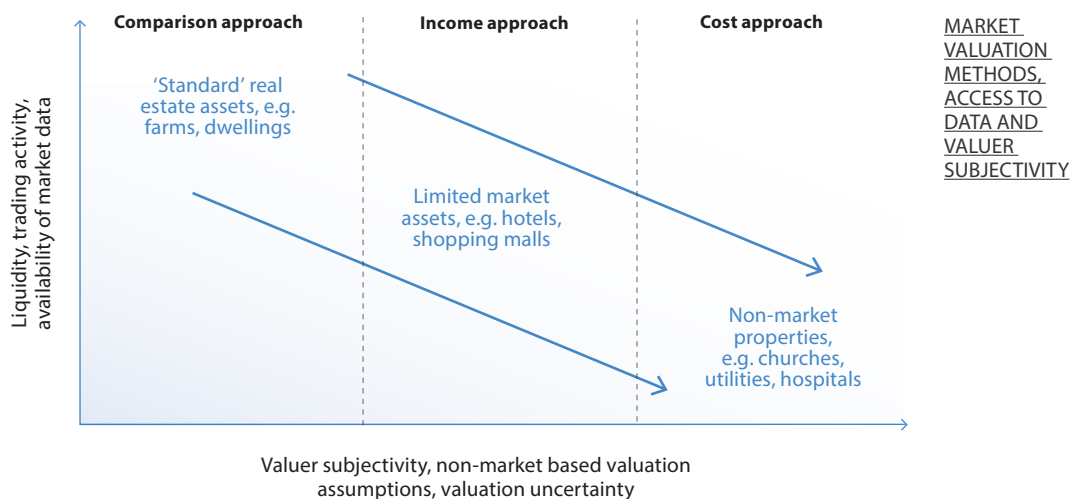 Comparison approach
Income approach
Cost approach
MARKET
VALUATION
METHODS,
ACCESS TO
DATA AND
VALUER
SUBJECTIVITY
Liquidity, trading activity,
availability of market data
‘Standard’ real
estate assets, e.g.
farms, dwellings
Limited market
assets, e.g. hotels,
shopping malls
Non-market
properties,
e.g. churches,
utilities, hospitals
Valuer subjectivity, non-market based valuation
assumptions, valuation uncertainty